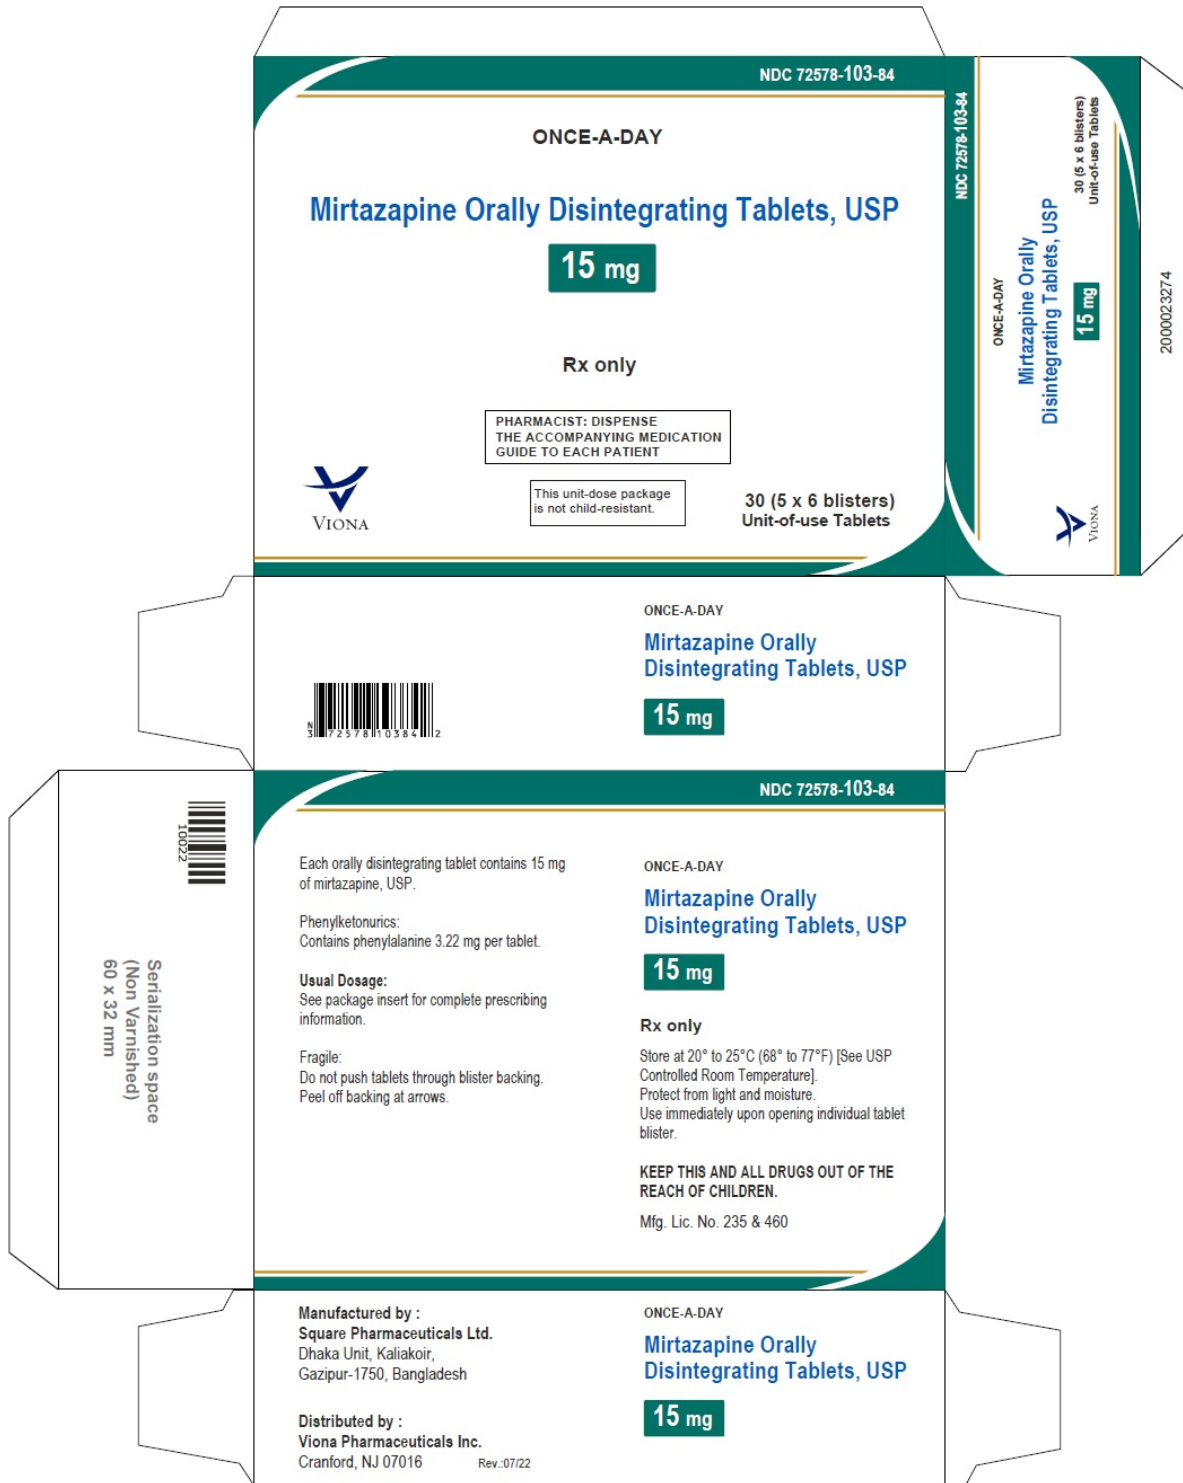 NDC 72578-103-84
ONCE-A-DAY
Mirtazapine Orally Disintegrating Tablets, USP
15 mg
Rx only
PHARMACIST: DISPENSE
THE ACCOMPANYING MEDICATION
GUIDE TO EACH PATIENT
This unit-dose package
is not child-resistant.
30 (5 x 6 blisters)
Unit-of-use Tablets
VIONA
NDC 72578-103-84
ONCE-A-DAY
Mirtazapine Orally
Disintegrating Tablets, USP
15 mg
30 (5 x 6 blisters)
Unit-of-use Tablets
VIONA
2000023274
ONCE-A-DAY
Mirtazapine Orally
Disintegrating Tablets, USP
15 mg
N
3 72578 10384 2
10022
Serialization space
(Non Varnished)
60 x 32 mm
NDC 72578-103-84
Each orally disintegrating tablet contains 15 mg
of mirtazapine, USP.
Phenylketonurics:
Contains phenylalanine 3.22 mg per tablet.
Usual Dosage:
See package insert for complete prescribing
information.
Fragile:
Do not push tablets through blister backing.
Peel off backing at arrows.
ONCE-A-DAY
Mirtazapine Orally
Disintegrating Tablets, USP
15 mg
Rx only
Store at 20° to 25°C (68° to 77°F) [See USP
Controlled Room Temperature].
Protect from light and moisture.
Use immediately upon opening individual tablet
blister.
KEEP THIS AND ALL DRUGS OUT OF THE
REACH OF CHILDREN.
Mfg. Lic. No. 235 & 460
Manufactured by :
Square Pharmaceuticals Ltd.
Dhaka Unit, Kaliakoir,
Gazipur-1750, Bangladesh
Distributed by :
Viona Pharmaceuticals Inc.
Cranford, NJ 07016 Rev.:07/22
ONCE-A-DAY
Mirtazapine Orally
Disintegrating Tablets, USP
15 mg